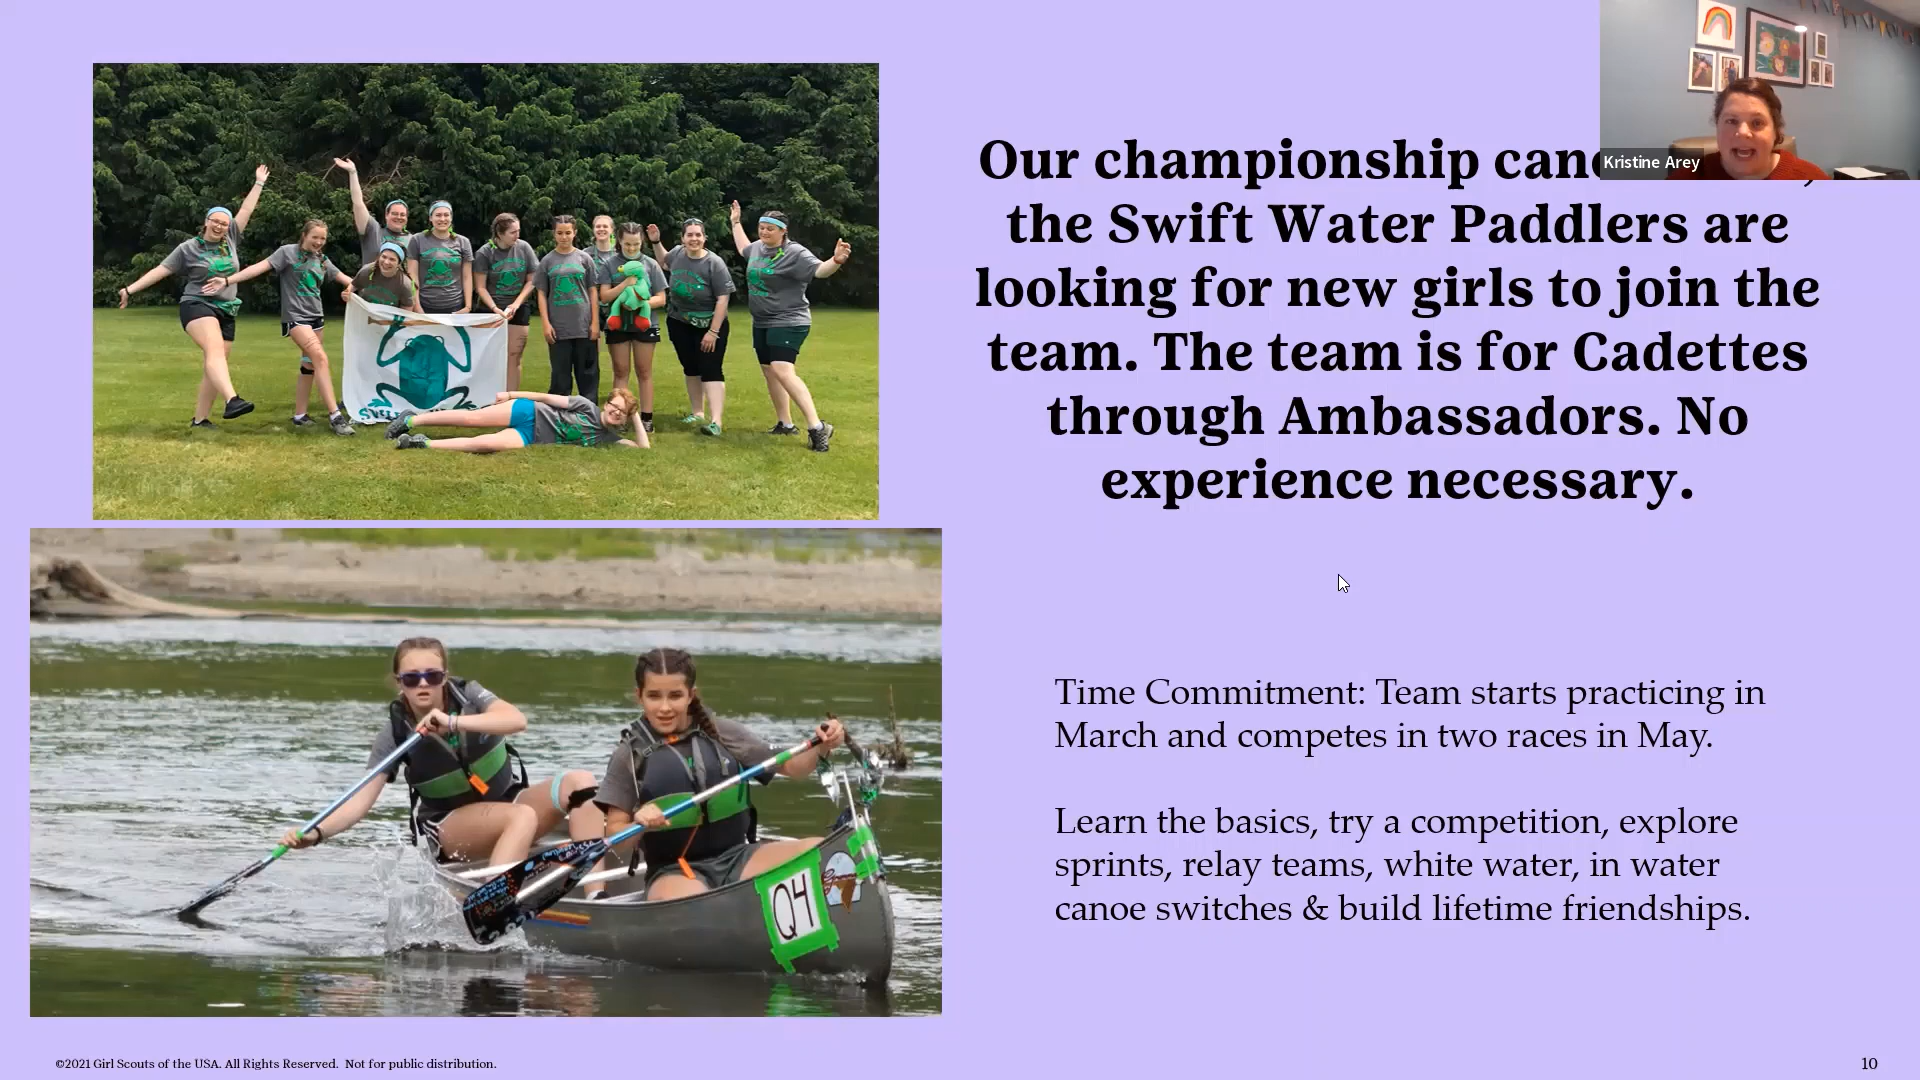 Our championship
the Swift Water Paddlers are
looking for new girls to join the
team. The team is for Cadettes
through Ambassadors. No
experience necessary.
Kristine Arey
Time Commitment: Team starts practicing in
March and competes in two races in May.
Learn the basics, try a competition, explore
sprints, relay teams, white water, in water
canoe switches & build lifetime friendships.
Q4
©2021 Girl Scouts of the USA. All Rights Reserved. Not for public distribution.
10